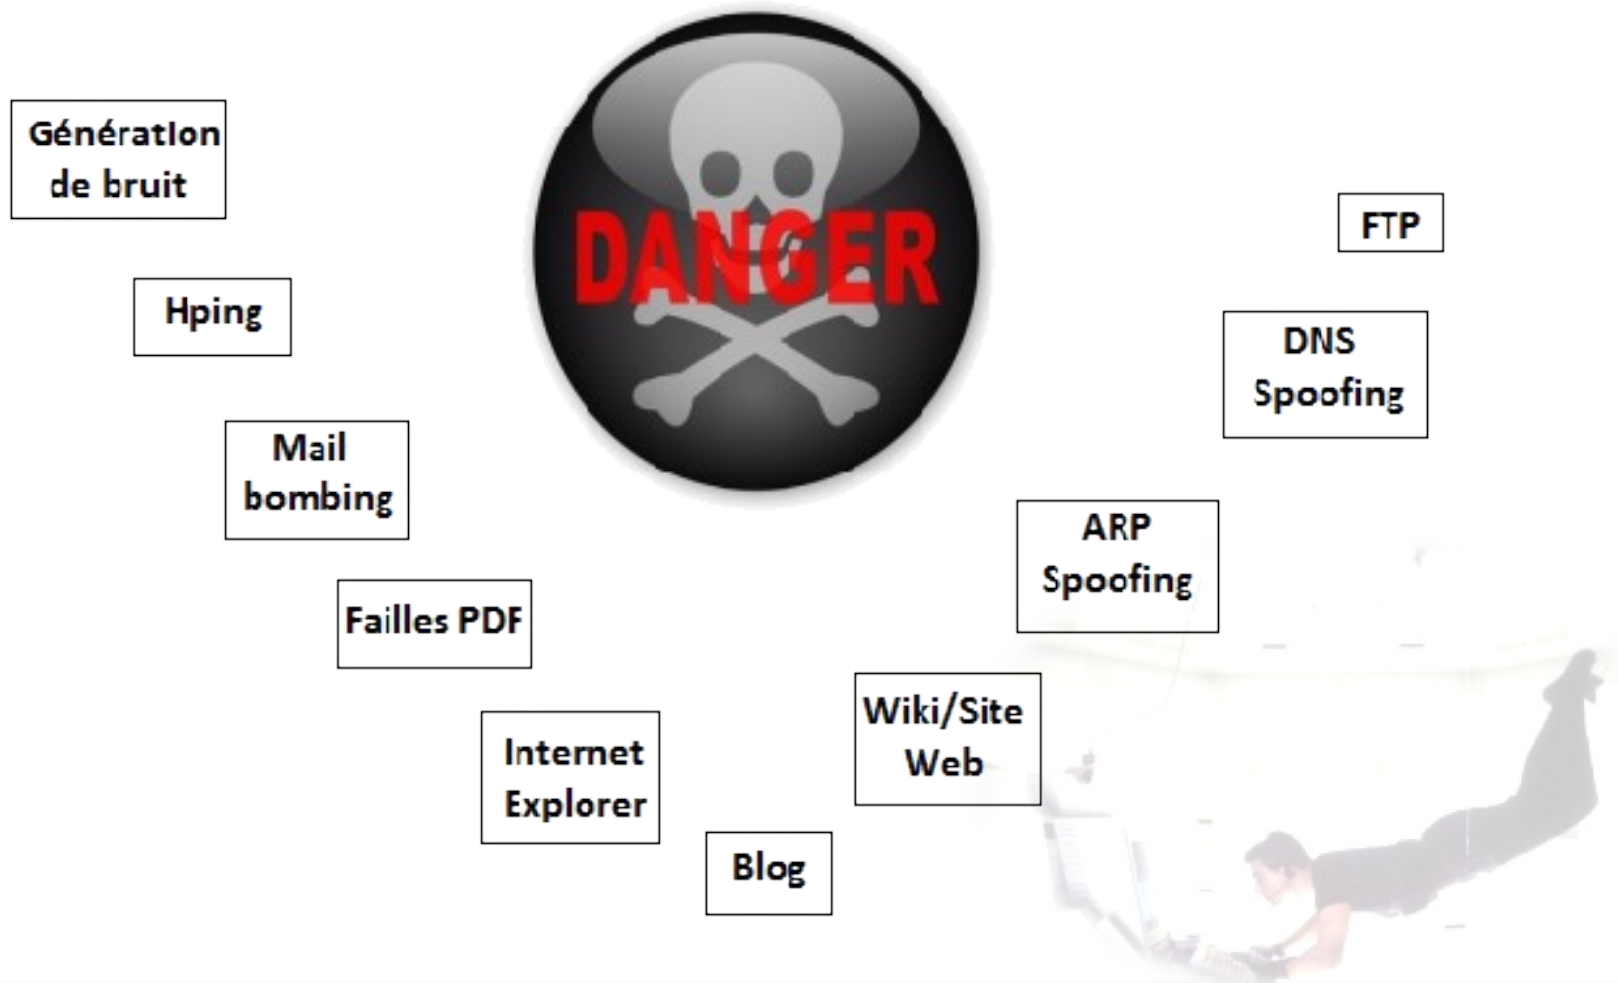 Génération
de bruit
Hping
Mail
bombing
Failles PDF
Internet
Explorer
Blog
Wiki/Site
Web
ARP
Spoofing
DNS
Spoofing
FTP
DANGER